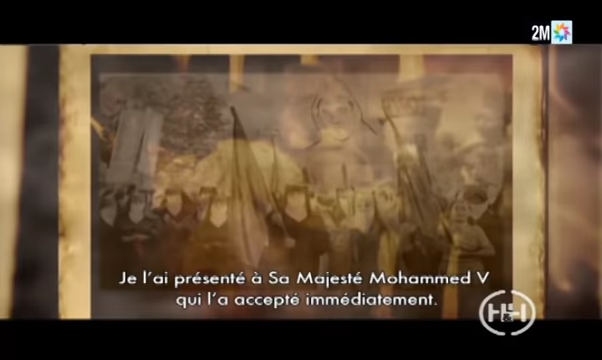 2M
Je l'ai présenté à Sa Majesté Mohammed V
qui l'a accepté immédiatement.